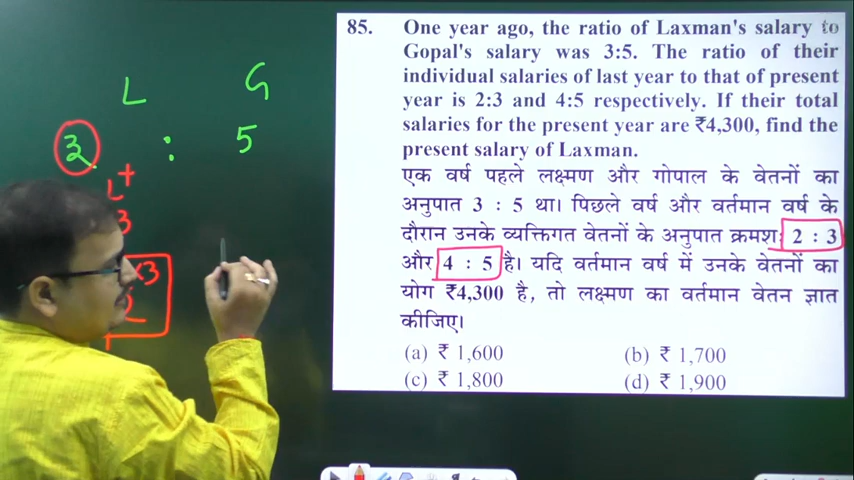 85. One year ago, the ratio of Laxman's salary to
Gopal's salary was 3:5. The ratio of their
individual salaries of last year to that of present
year is 2:3 and 4:5 respectively. If their total
salaries for the present year are ₹4,300, find the
present salary of Laxman.
एक वर्ष पहले लक्ष्मण और गोपाल के वेतनों का
अनुपात 3 : 5 था। पिछले वर्ष और वर्तमान वर्ष के
दौरान उनके व्यक्तिगत वेतनों के अनुपात क्रमशः 2 : 3
और 4 : 5 है। यदि वर्तमान वर्ष में उनके वेतनों का
योग ₹4,300 है, तो लक्ष्मण का वर्तमान वेतन ज्ञात
कीजिए।
(a) ₹ 1,600 (b) ₹ 1,700
(c) ₹ 1,800 (d) ₹ 1,900
L G
3 : 5
L+
3
×3
2